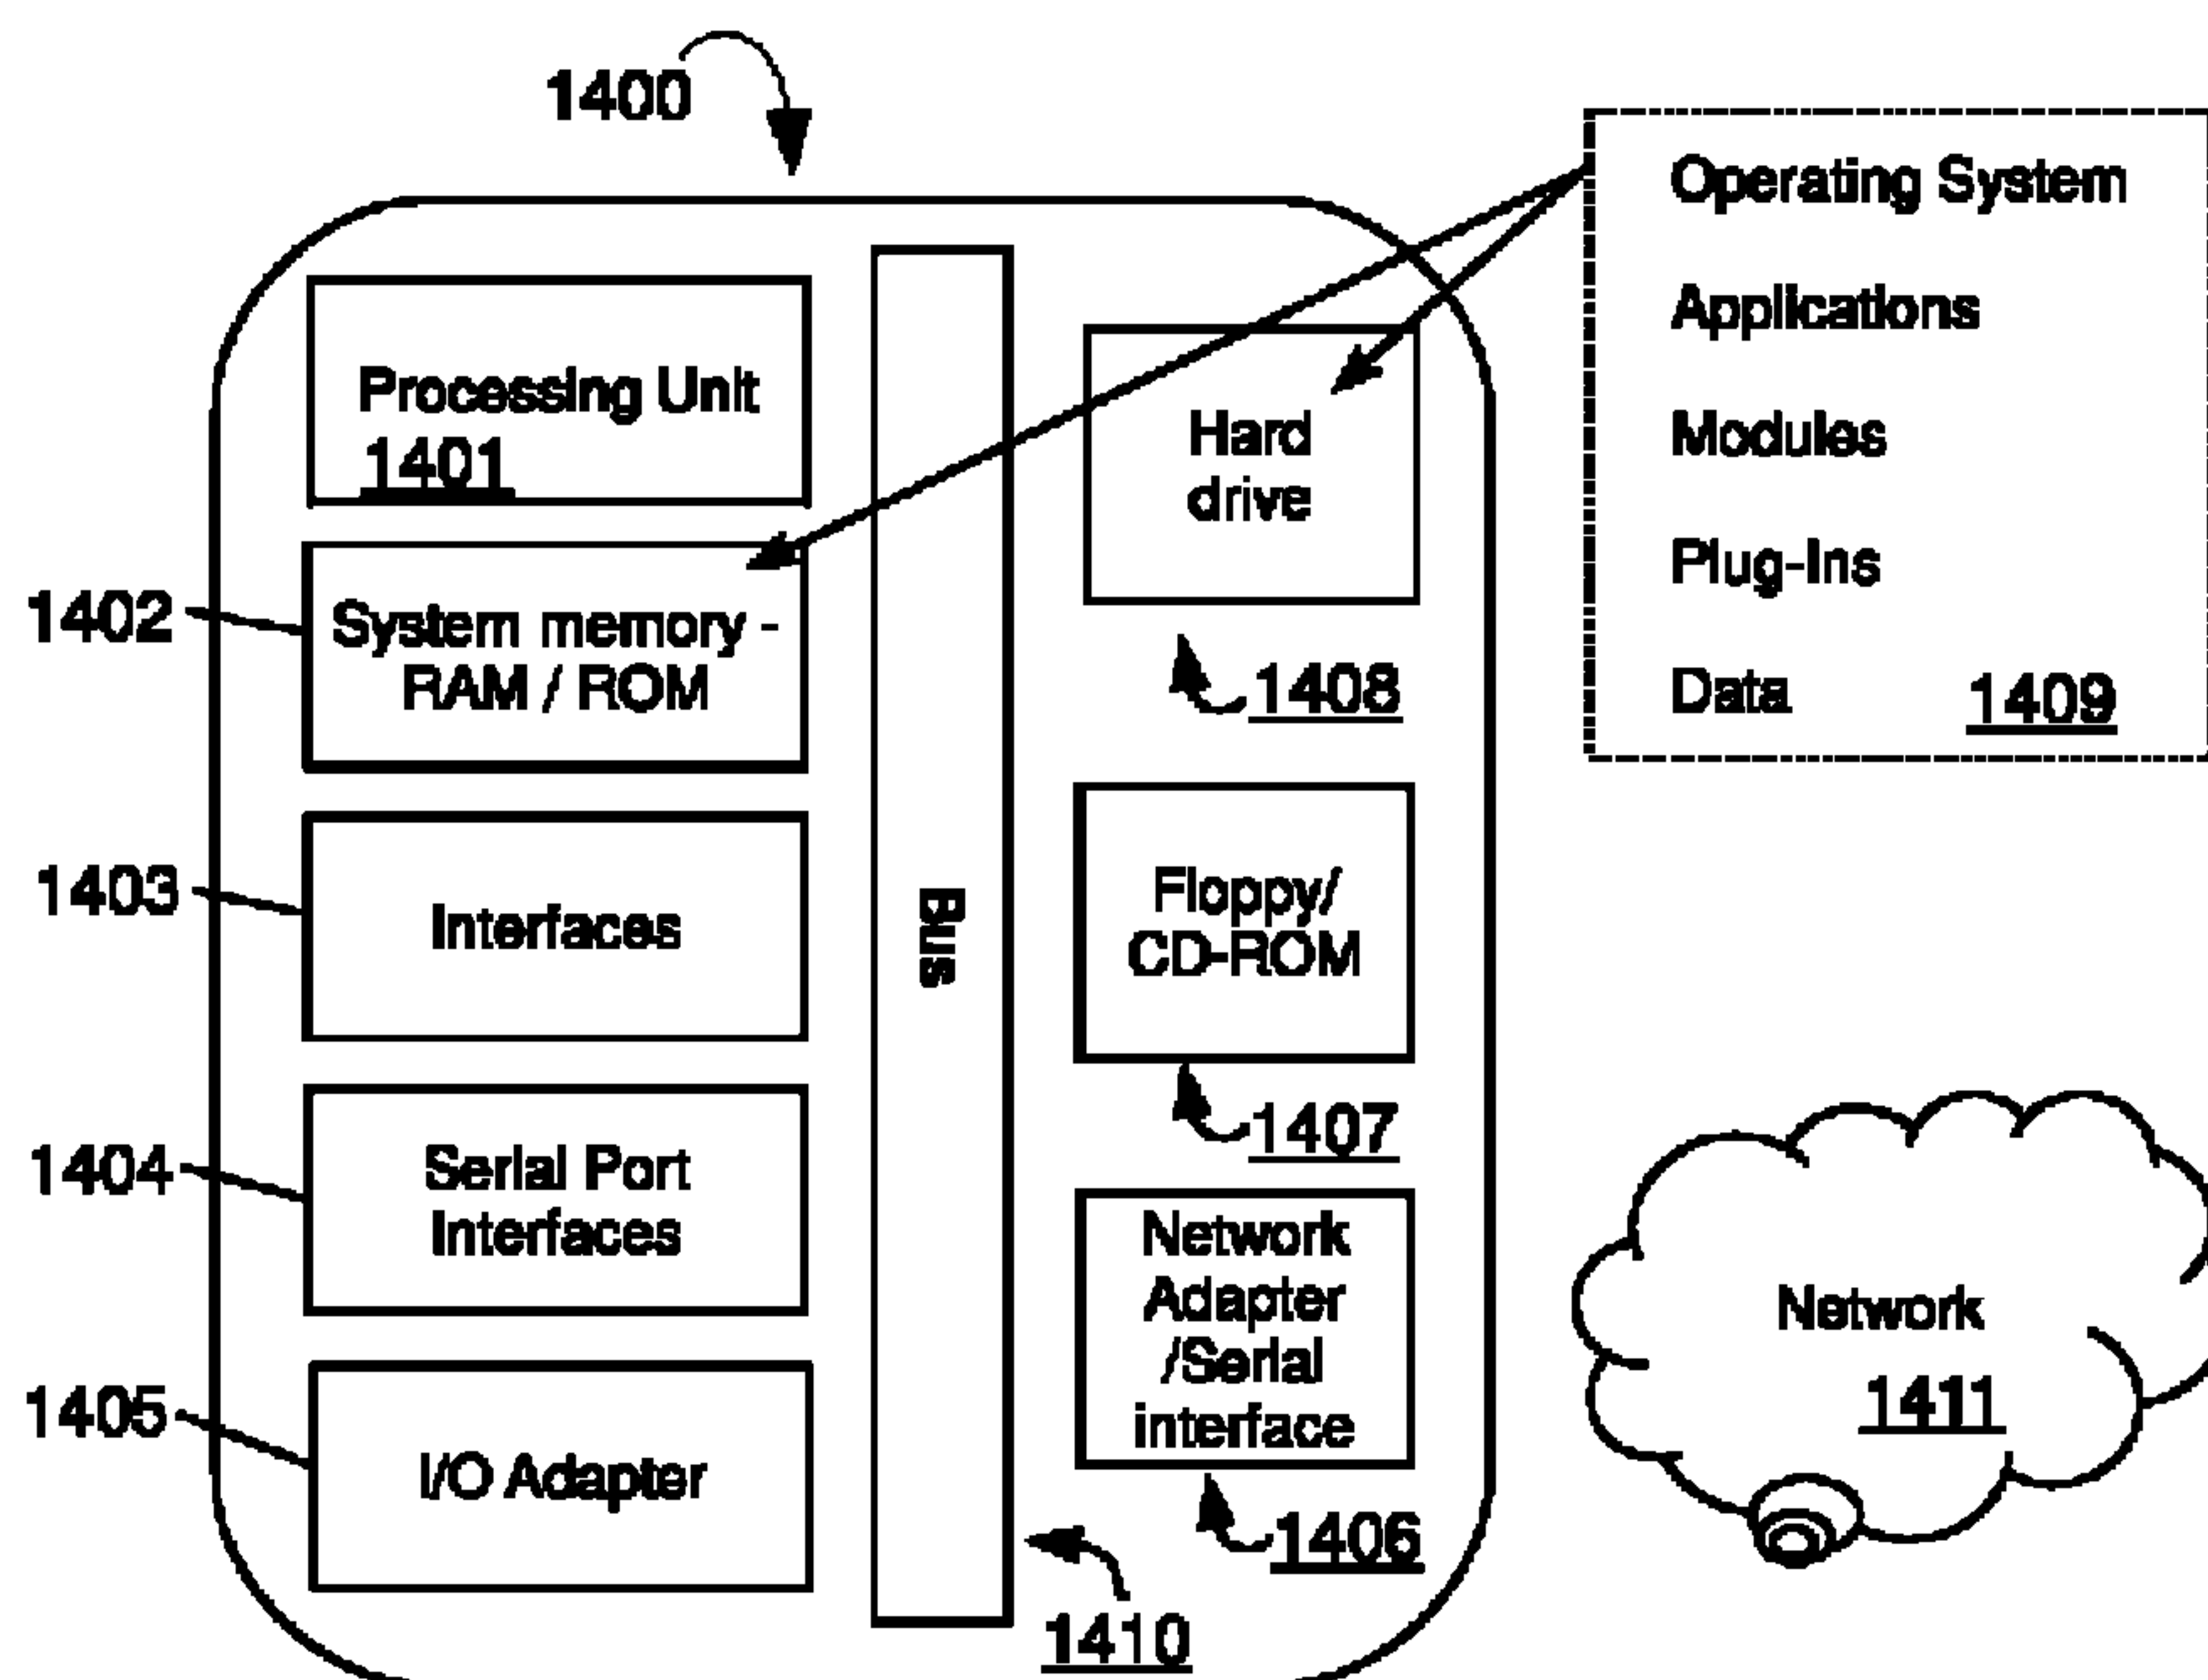 1400
Processing Unit
1401
1402
System memory -
RAM / ROM
1403
Interfaces
1404
Serial Port
Interfaces
1405
I/O Adapter
Bus
1410
Hard
drive
1408
Floppy/
CD-ROM
1407
Network
Adapter
/Serial
interface
1406
Operating System
Applications
Modules
Plug-Ins
Data
1409
Network
1411